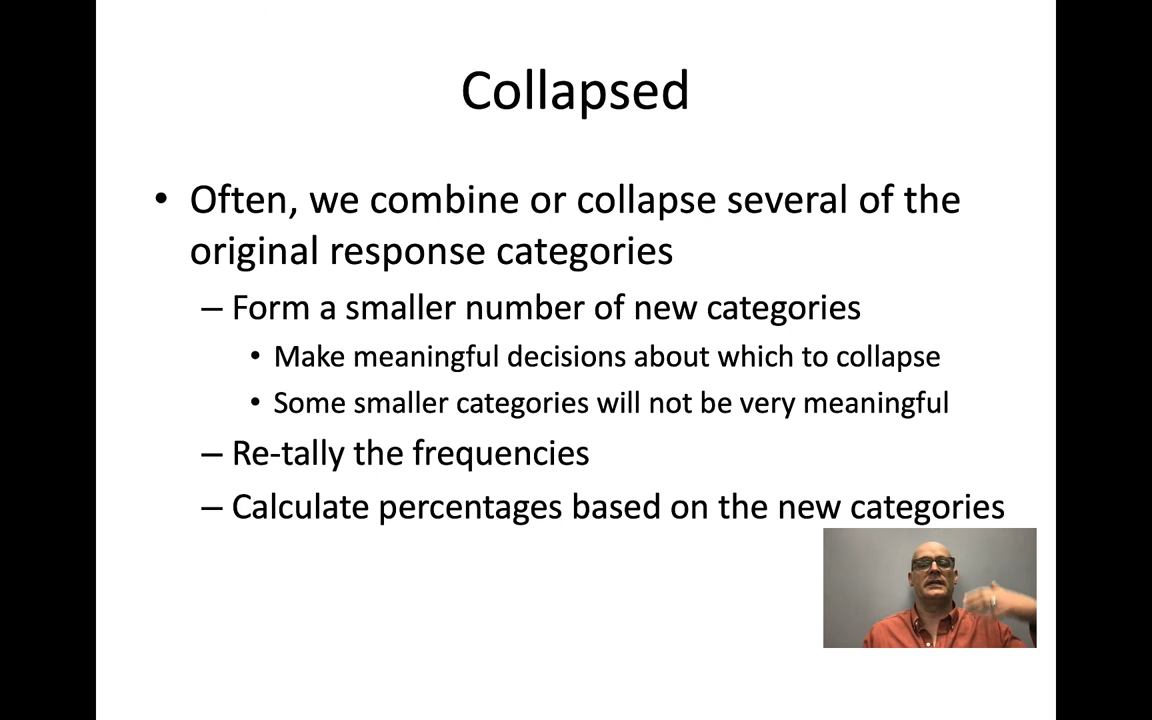 Collapsed
• Often, we combine or collapse several of the
original response categories
– Form a smaller number of new categories
• Make meaningful decisions about which to collapse
• Some smaller categories will not be very meaningful
– Re-tally the frequencies
– Calculate percentages based on the new categories